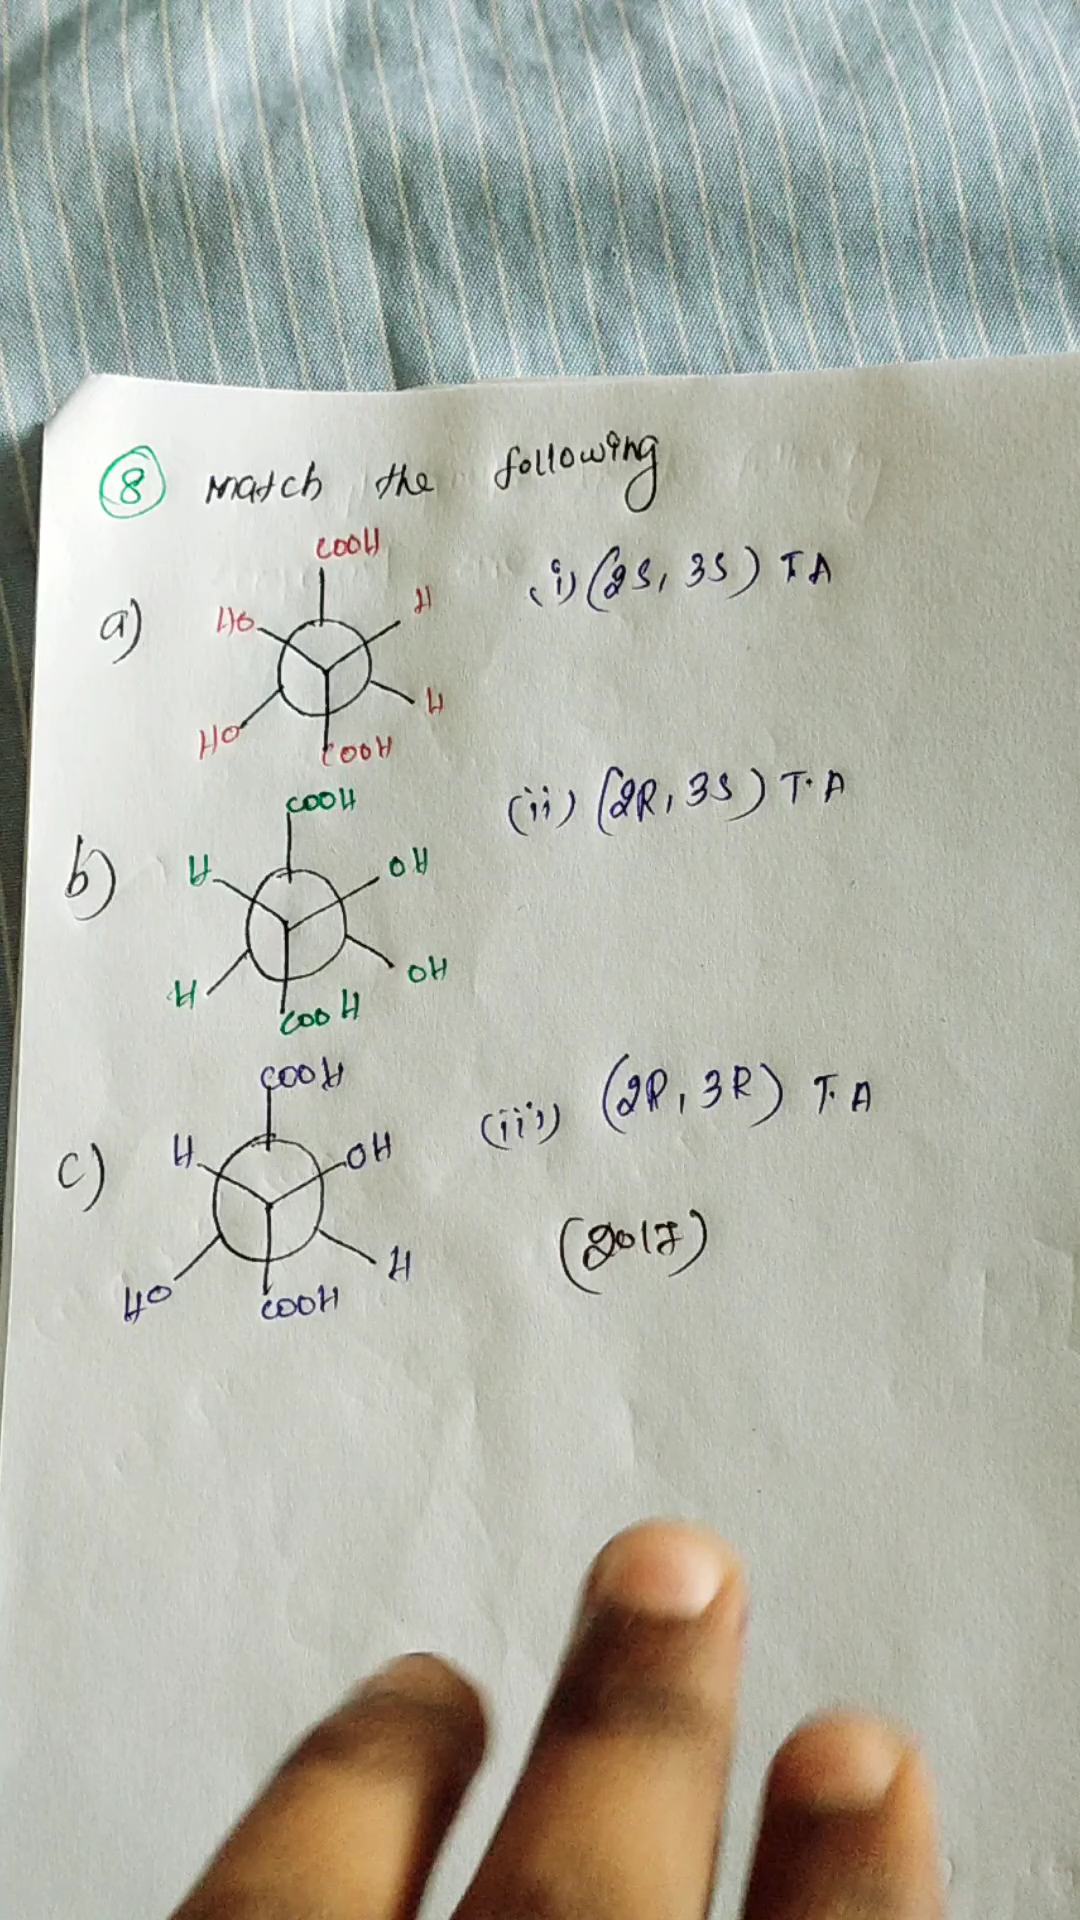 8 Match the following
a) COOH HO H HO H COOH
(i) (2S, 3S) T.A
b) COOH H OH H OH COOH
(ii) (2R, 3S) T.A
c) COOH H OH HO H COOH
(iii) (2R, 3R) T.A
(2017)